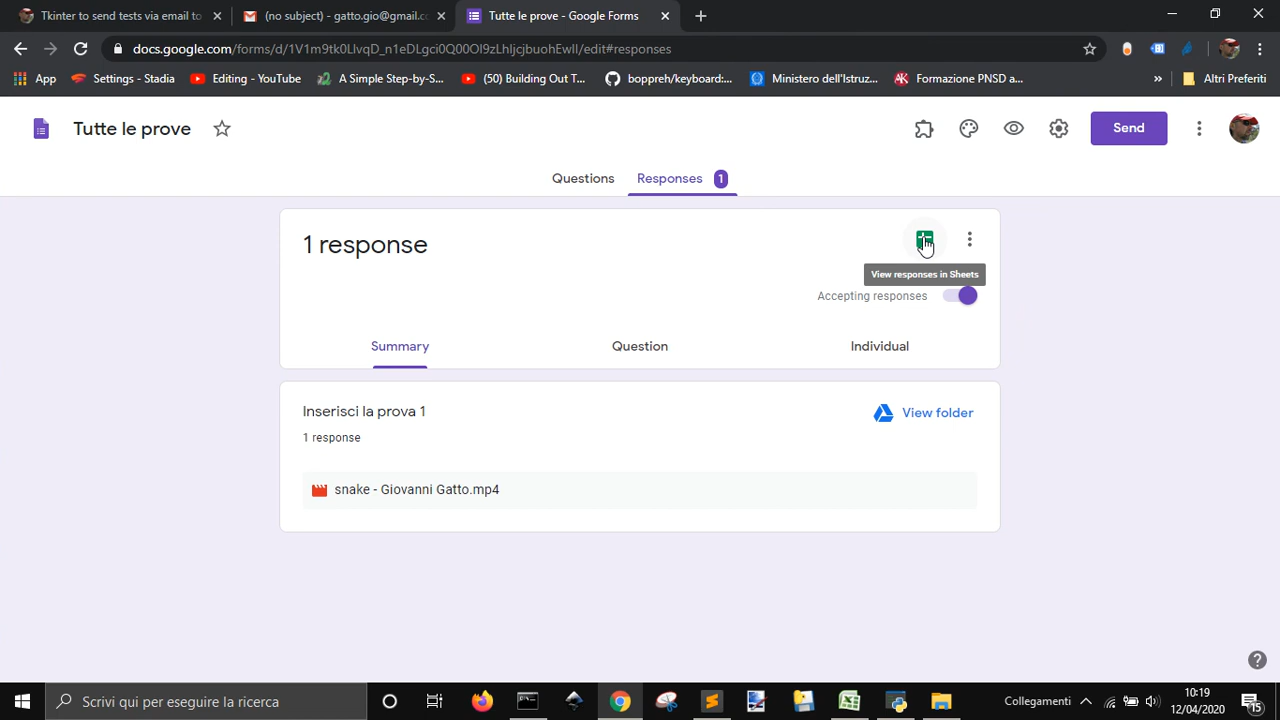 Tkinter to send tests via email to
(no subject) - gatto.gio@gmail.c
Tutte le prove - Google Forms
docs.google.com/forms/d/1V1m9tk0LlvqD_n1eDLgci0Q00OI9zLhljcjbuohEwlI/edit#responses
App
Settings - Stadia
Editing - YouTube
A Simple Step-by-S...
(50) Building Out T...
boppreh/keyboard:...
Ministero dell'Istruz...
Formazione PNSD a...
»
Altri Preferiti
Tutte le prove
Send
Questions
Responses 1
1 response
View responses in Sheets
Accepting responses
Summary
Question
Individual
Inserisci la prova 1
View folder
1 response
snake - Giovanni Gatto.mp4
Scrivi qui per eseguire la ricerca
Collegamenti
10:19
12/04/2020
15